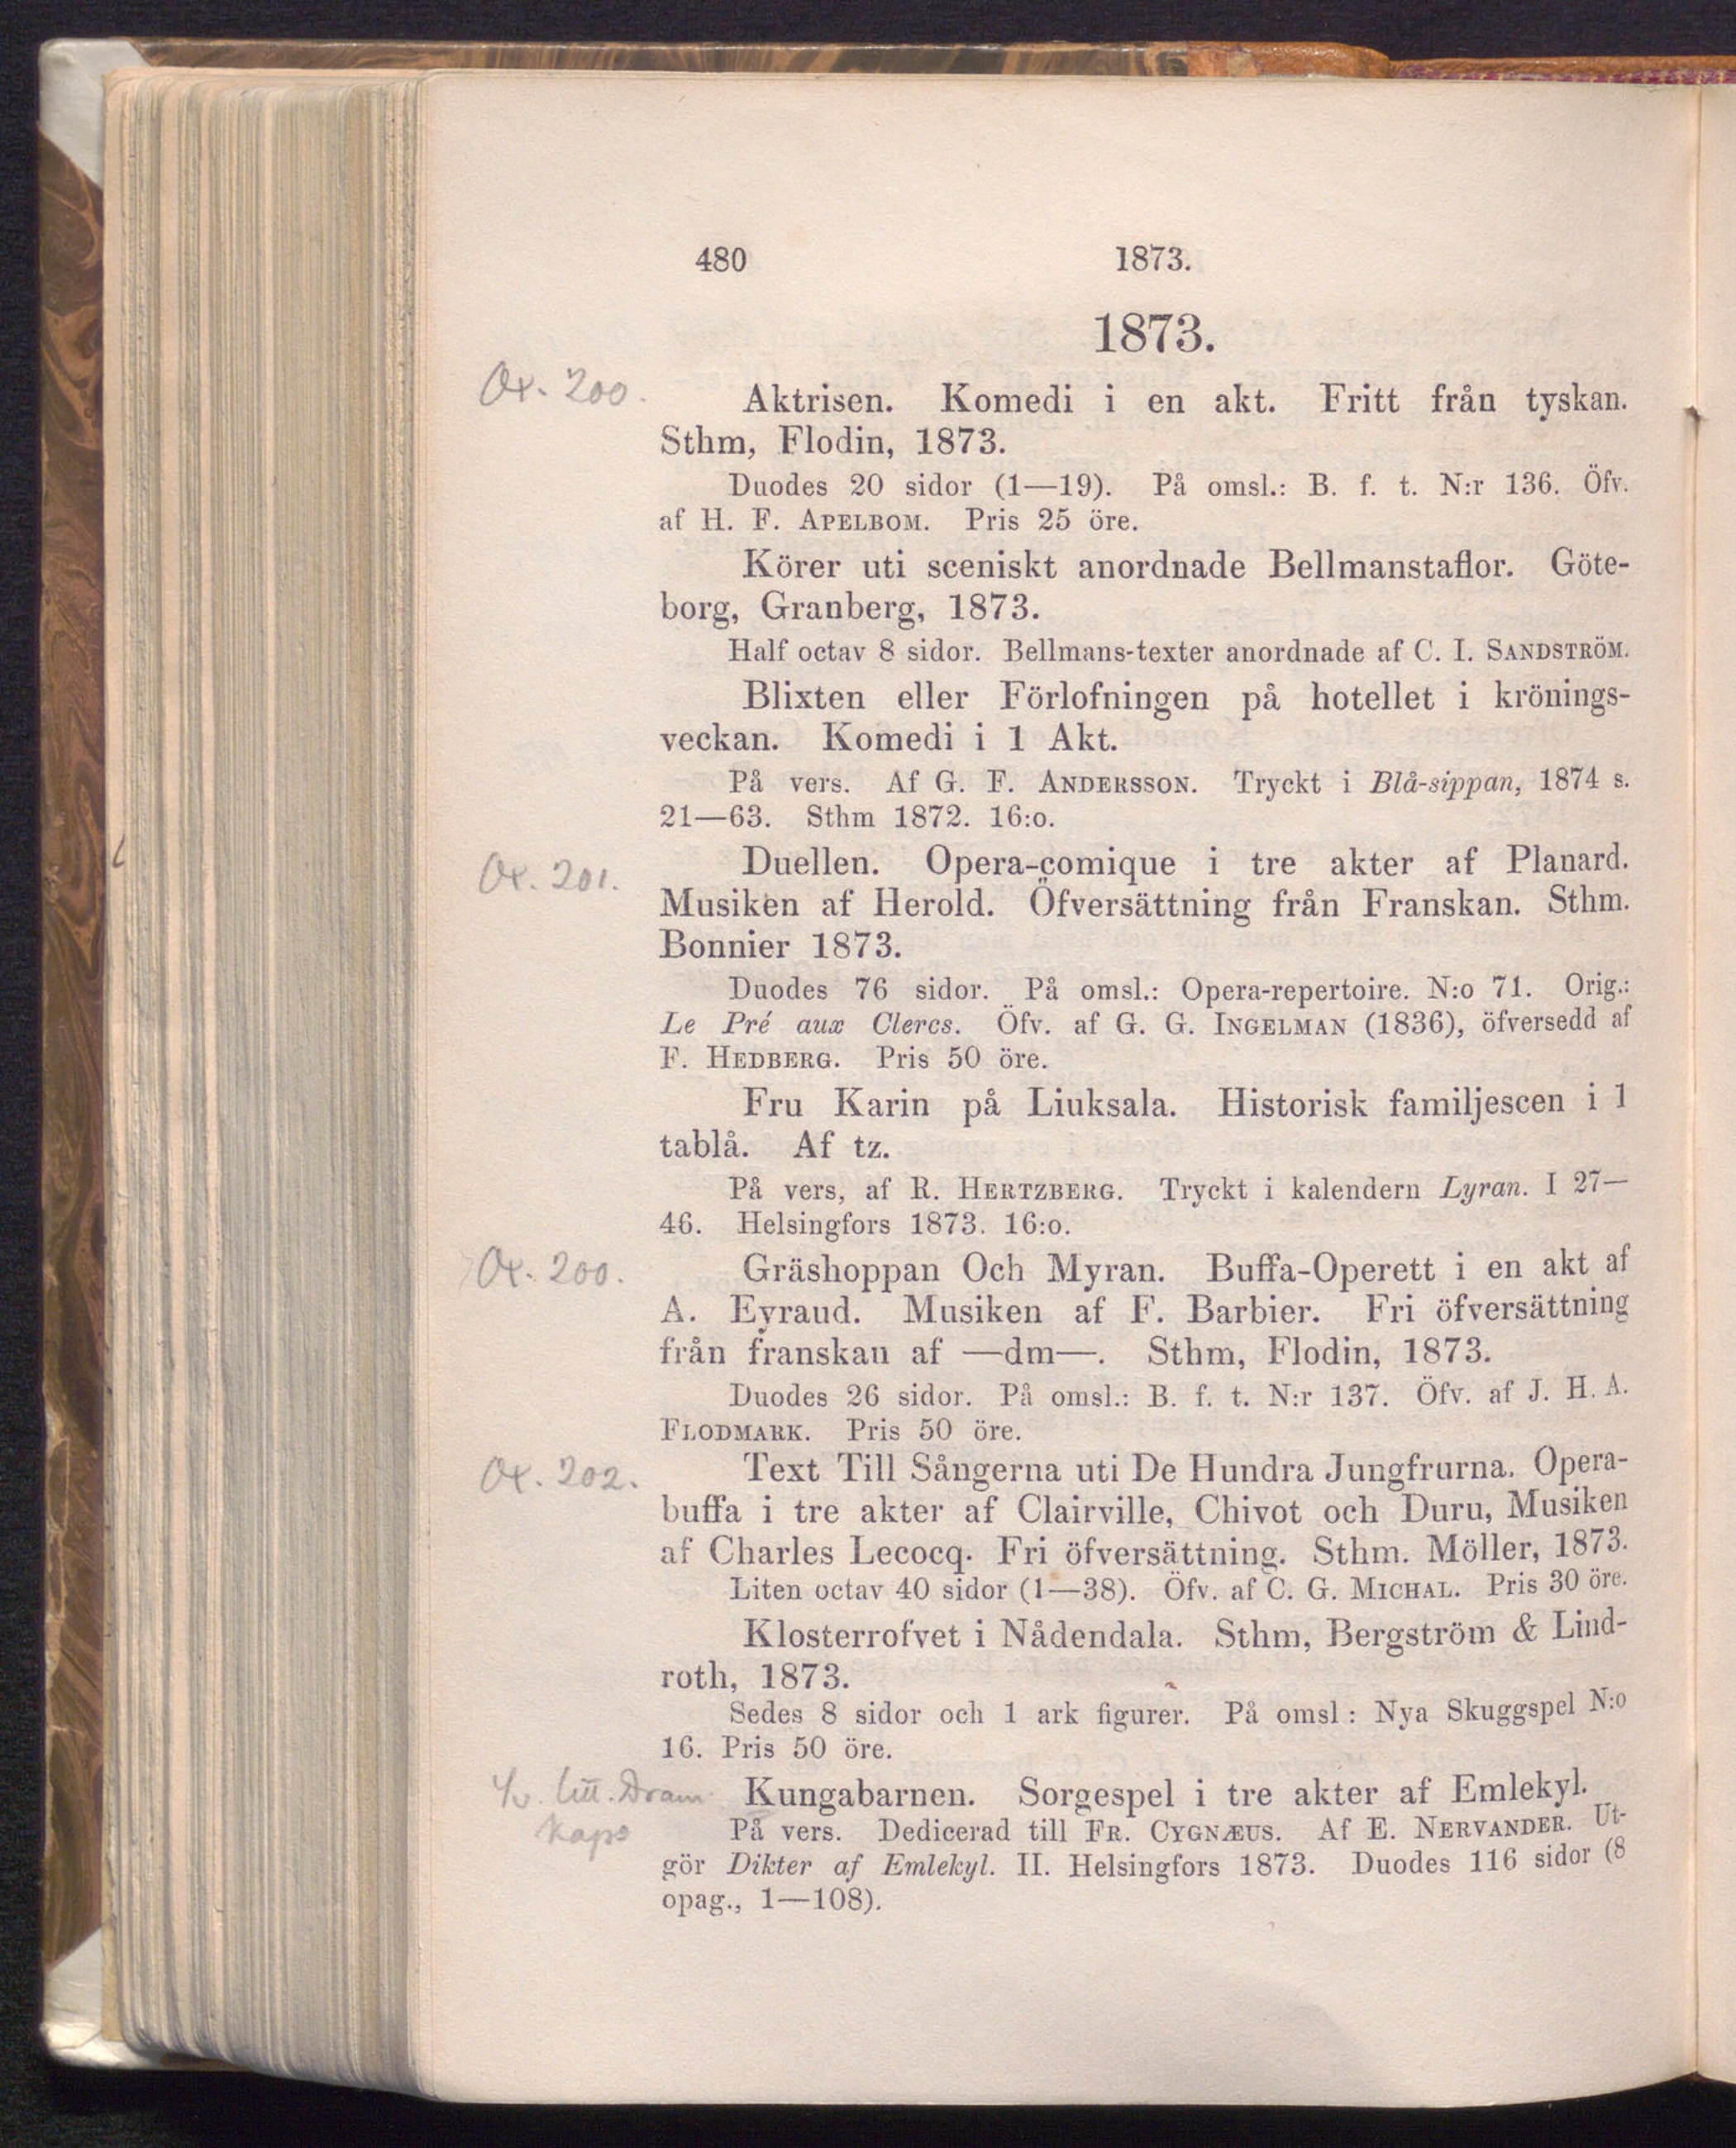 480 1873.
1873.
Ox. 200.
Aktrisen. Komedi i en akt. Fritt från tyskan.
Sthm, Flodin, 1873.
Duodes 20 sidor (1—19). På omsl.: B. f. t. N:r 136. Öfv.
af H. F. APELBOM. Pris 25 öre.
Körer uti sceniskt anordnade Bellmanstaflor. Göte-
borg, Granberg, 1873.
Half octav 8 sidor. Bellmans-texter anordnade af C. I. SANDSTRÖM.
Blixten eller Förlofningen på hotellet i krönings-
veckan. Komedi i 1 Akt.
På vers. Af G. F. ANDERSSON. Tryckt i Blå-sippan, 1874 s.
21—63. Sthm 1872. 16:o.
Ox. 201.
Duellen. Opera-comique i tre akter af Planard.
Musiken af Herold. Öfversättning från Franskan. Sthm.
Bonnier 1873.
Duodes 76 sidor. På omsl.: Opera-repertoire. N:o 71. Orig.:
Le Pré aux Clercs. Öfv. af G. G. INGELMAN (1836), öfversedd af
F. HEDBERG. Pris 50 öre.
Fru Karin på Liuksala. Historisk familjescen i 1
tablå. Af tz.
På vers, af R. HERTZBERG. Tryckt i kalendern Lyran. I 27—
46. Helsingfors 1873. 16:o.
Ox. 200.
Gräshoppan Och Myran. Buffa-Operett i en akt af
A. Eyraud. Musiken af F. Barbier. Fri öfversättning
från franskan af —dm—. Sthm, Flodin, 1873.
Duodes 26 sidor. På omsl.: B. f. t. N:r 137. Öfv. af J. H. A.
FLODMARK. Pris 50 öre.
Ox. 202.
Text Till Sångerna uti De Hundra Jungfrurna. Opera-
buffa i tre akter af Clairville, Chivot och Duru, Musiken
af Charles Lecocq. Fri öfversättning. Sthm. Möller, 1873.
Liten octav 40 sidor (1—38). Öfv. af C. G. MICHAL. Pris 30 öre.
Klosterrofvet i Nådendala. Sthm, Bergström & Lind-
roth, 1873.
Sedes 8 sidor och 1 ark figurer. På omsl: Nya Skuggspel N:o
16. Pris 50 öre.
litt. Dram.
Kaps
Kungabarnen. Sorgespel i tre akter af Emlekyl.
På vers. Dedicerad till FR. CYGNÆUS. Af E. NERVANDER. Ut-
gör Dikter af Emlekyl. II. Helsingfors 1873. Duodes 116 sidor (8
opag., 1—108).